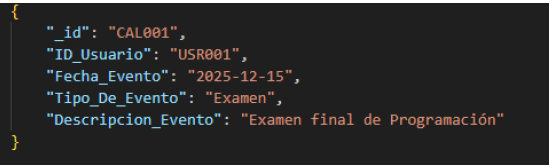 {
    "_id": "CAL001",
    "ID_Usuario": "USR001",
    "Fecha_Evento": "2025-12-15",
    "Tipo_De_Evento": "Examen",
    "Descripcion_Evento": "Examen final de Programación"
}